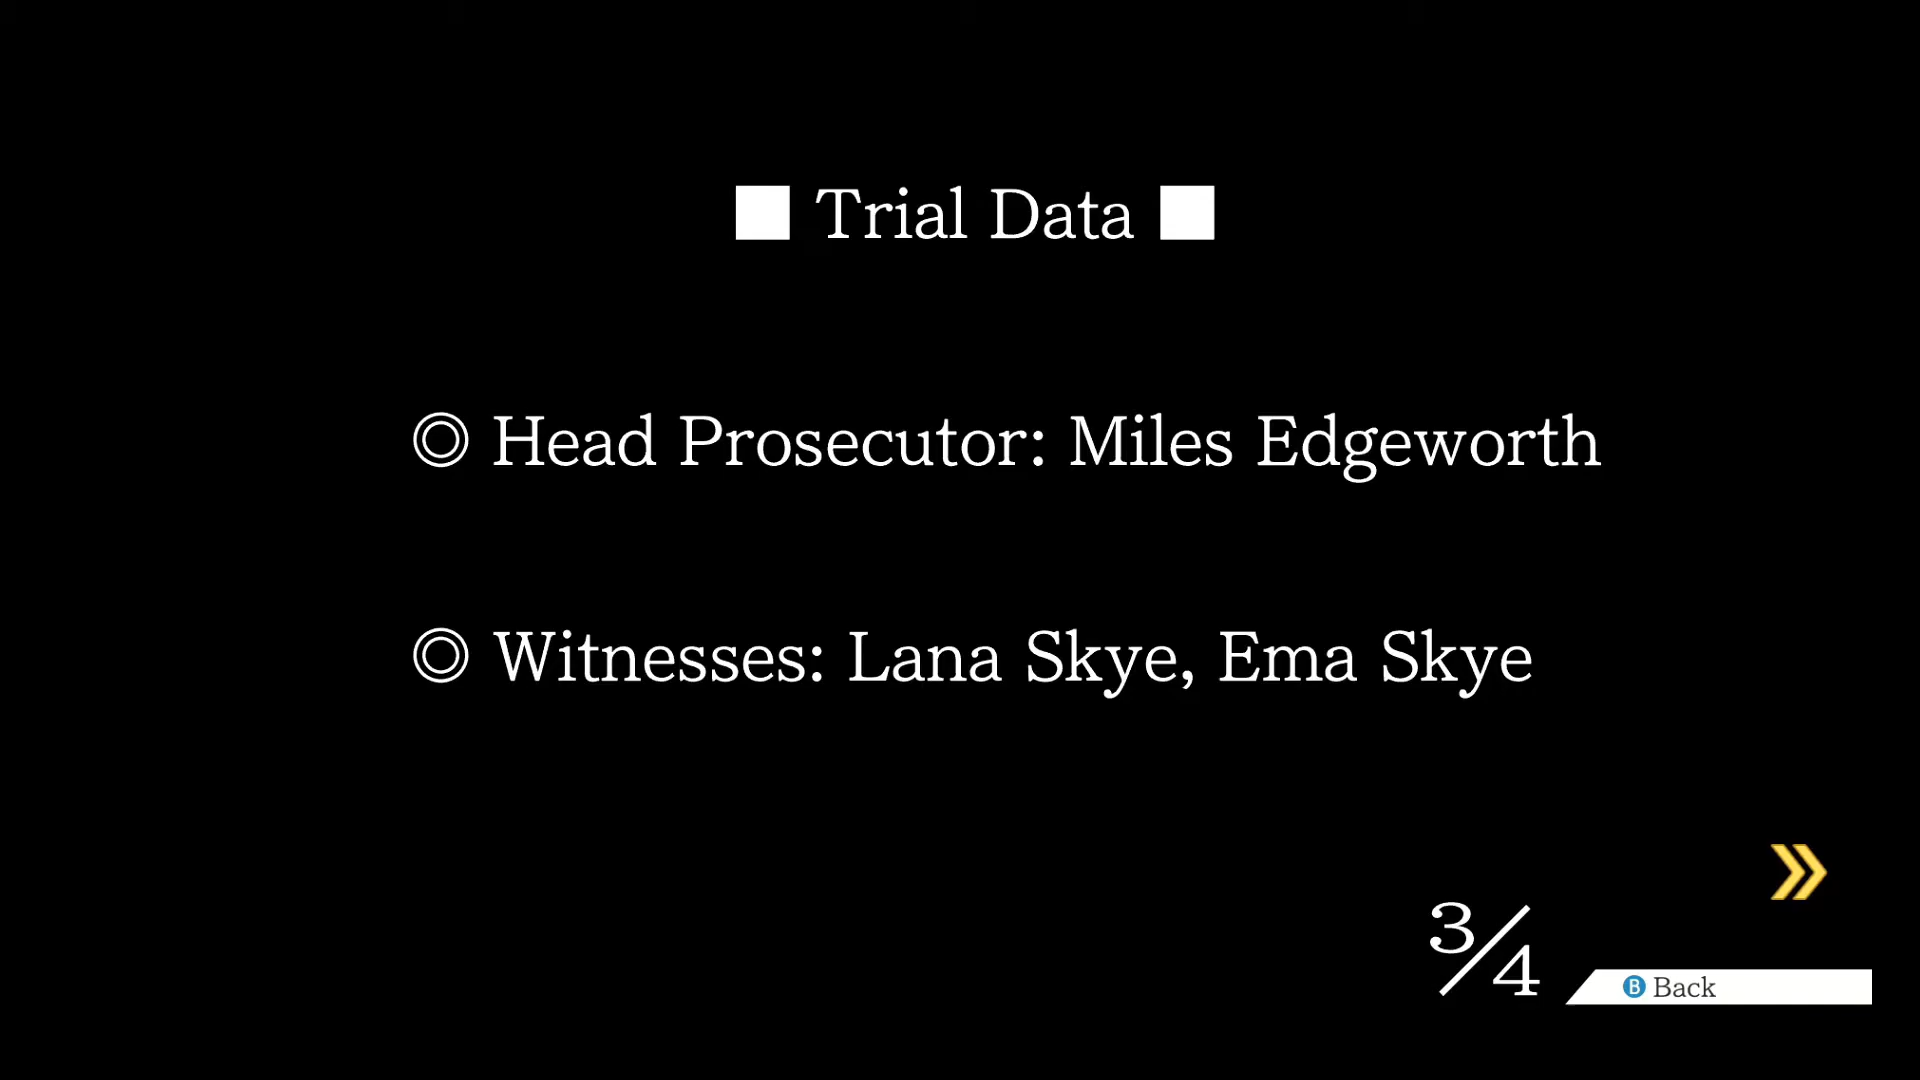 ■ Trial Data ■
◎ Head Prosecutor: Miles Edgeworth
◎ Witnesses: Lana Skye, Ema Skye
3/4
B Back